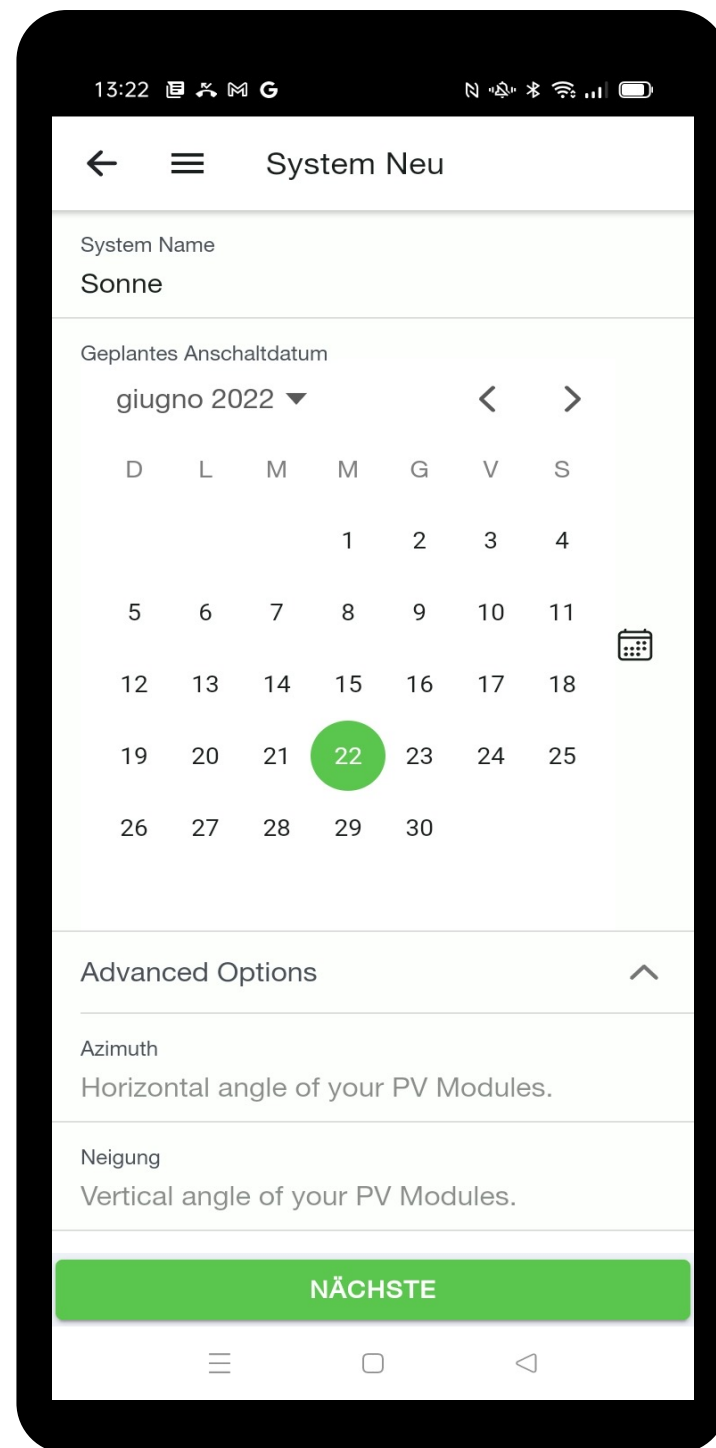 13:22
System Neu
System Name
Sonne
Geplantes Anschaltdatum
giugno 2022
D L M M G V S
1 2 3 4
5 6 7 8 9 10 11
12 13 14 15 16 17 18
19 20 21 22 23 24 25
26 27 28 29 30
Advanced Options
Azimuth
Horizontal angle of your PV Modules.
Neigung
Vertical angle of your PV Modules.
NÄCHSTE